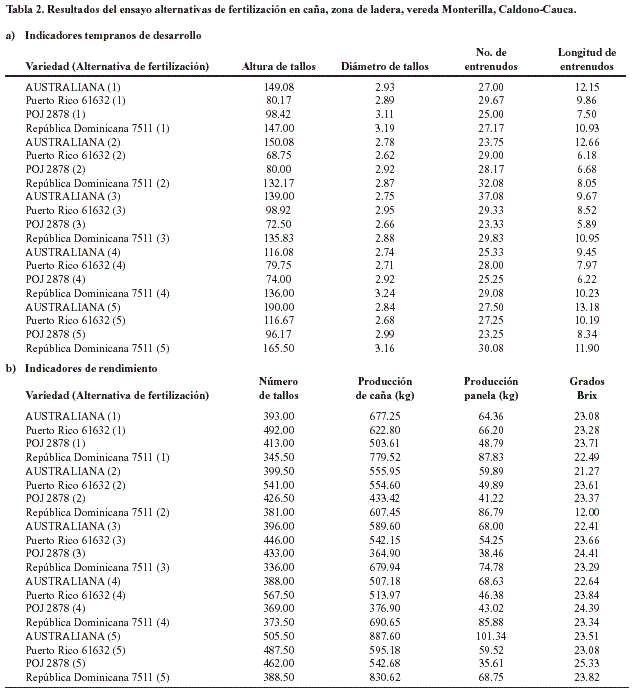 Tabla 2. Resultados del ensayo alternativas de fertilización en caña, zona de ladera, vereda Monterilla, Caldono-Cauca.
a) Indicadores tempranos de desarrollo
No. de Longitud de
Variedad (Alternativa de fertilización) Altura de tallos Diámetro de tallos entrenudos entrenudos
AUSTRALIANA (1) 149.08 2.93 27.00 12.15
Puerto Rico 61632 (1) 80.17 2.89 29.67 9.86
POJ 2878 (1) 98.42 3.11 25.00 7.50
República Dominicana 7511 (1) 147.00 3.19 27.17 10.93
AUSTRALIANA (2) 150.08 2.78 23.75 12.66
Puerto Rico 61632 (2) 68.75 2.62 29.00 6.18
POJ 2878 (2) 80.00 2.92 28.17 6.68
República Dominicana 7511 (2) 132.17 2.87 32.08 8.05
AUSTRALIANA (3) 139.00 2.75 37.08 9.67
Puerto Rico 61632 (3) 98.92 2.95 29.33 8.52
POJ 2878 (3) 72.50 2.66 23.33 5.89
República Dominicana 7511 (3) 135.83 2.88 29.83 10.95
AUSTRALIANA (4) 116.08 2.74 25.33 9.45
Puerto Rico 61632 (4) 79.75 2.71 28.00 7.97
POJ 2878 (4) 74.00 2.92 25.25 6.22
República Dominicana 7511 (4) 136.00 3.24 29.08 10.23
AUSTRALIANA (5) 190.00 2.84 27.50 13.18
Puerto Rico 61632 (5) 116.67 2.68 27.25 10.19
POJ 2878 (5) 96.17 2.99 23.25 8.34
República Dominicana 7511 (5) 165.50 3.16 30.08 11.90
b) Indicadores de rendimiento
Número Producción Producción Grados
Variedad (Alternativa de fertilización) de tallos de caña (kg) panela (kg) Brix
AUSTRALIANA (1) 393.00 677.25 64.36 23.08
Puerto Rico 61632 (1) 492.00 622.80 66.20 23.28
POJ 2878 (1) 413.00 503.61 48.79 23.71
República Dominicana 7511 (1) 345.50 779.52 87.83 22.49
AUSTRALIANA (2) 399.50 555.95 59.89 21.27
Puerto Rico 61632 (2) 541.00 554.60 49.89 23.61
POJ 2878 (2) 426.50 433.42 41.22 23.37
República Dominicana 7511 (2) 381.00 607.45 86.79 12.00
AUSTRALIANA (3) 396.00 589.60 68.00 22.41
Puerto Rico 61632 (3) 446.00 542.15 54.25 23.66
POJ 2878 (3) 433.00 364.90 38.46 24.41
República Dominicana 7511 (3) 336.00 679.94 74.78 23.29
AUSTRALIANA (4) 388.00 507.18 68.63 22.64
Puerto Rico 61632 (4) 567.50 513.97 46.38 23.84
POJ 2878 (4) 369.00 376.90 43.02 24.39
República Dominicana 7511 (4) 373.50 690.65 85.88 23.34
AUSTRALIANA (5) 505.50 887.60 101.34 23.51
Puerto Rico 61632 (5) 487.50 595.18 59.52 23.08
POJ 2878 (5) 462.00 542.68 35.61 25.33
República Dominicana 7511 (5) 388.50 830.62 68.75 23.82